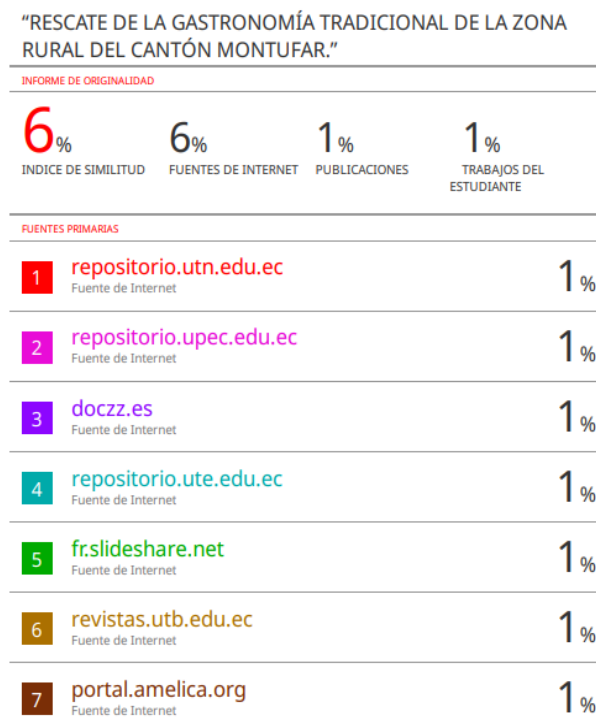 “RESCATE DE LA GASTRONOMÍA TRADICIONAL DE LA ZONA
RURAL DEL CANTÓN MONTUFAR.”
INFORME DE ORIGINALIDAD
6% 6% 1% 1%
INDICE DE SIMILITUD FUENTES DE INTERNET PUBLICACIONES TRABAJOS DEL
ESTUDIANTE
FUENTES PRIMARIAS
1 repositorio.utn.edu.ec 1%
Fuente de Internet
2 repositorio.upec.edu.ec 1%
Fuente de Internet
3 doczz.es 1%
Fuente de Internet
4 repositorio.ute.edu.ec 1%
Fuente de Internet
5 fr.slideshare.net 1%
Fuente de Internet
6 revistas.utb.edu.ec 1%
Fuente de Internet
7 portal.amelica.org 1%
Fuente de Internet